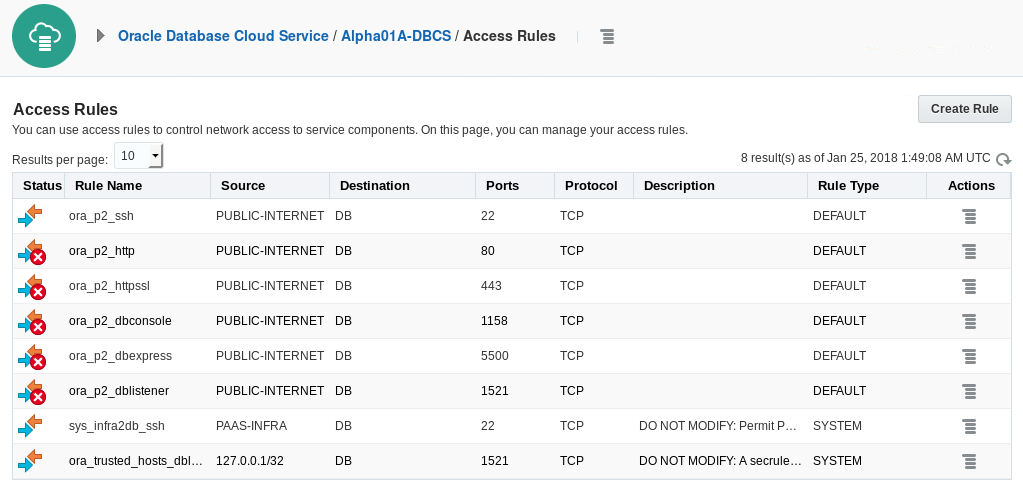 Oracle Database Cloud Service / Alpha01A-DBCS / Access Rules
Access Rules
Create Rule
You can use access rules to control network access to service components. On this page, you can manage your access rules.
Results per page: 10
8 result(s) as of Jan 25, 2018 1:49:08 AM UTC
Status Rule Name Source Destination Ports Protocol Description Rule Type Actions
ora_p2_ssh PUBLIC-INTERNET DB 22 TCP DEFAULT
ora_p2_http PUBLIC-INTERNET DB 80 TCP DEFAULT
ora_p2_httpssl PUBLIC-INTERNET DB 443 TCP DEFAULT
ora_p2_dbconsole PUBLIC-INTERNET DB 1158 TCP DEFAULT
ora_p2_dbexpress PUBLIC-INTERNET DB 5500 TCP DEFAULT
ora_p2_dblistener PUBLIC-INTERNET DB 1521 TCP DEFAULT
sys_infra2db_ssh PAAS-INFRA DB 22 TCP DO NOT MODIFY: Permit P... SYSTEM
ora_trusted_hosts_dbl... 127.0.0.1/32 DB 1521 TCP DO NOT MODIFY: A secrule... SYSTEM